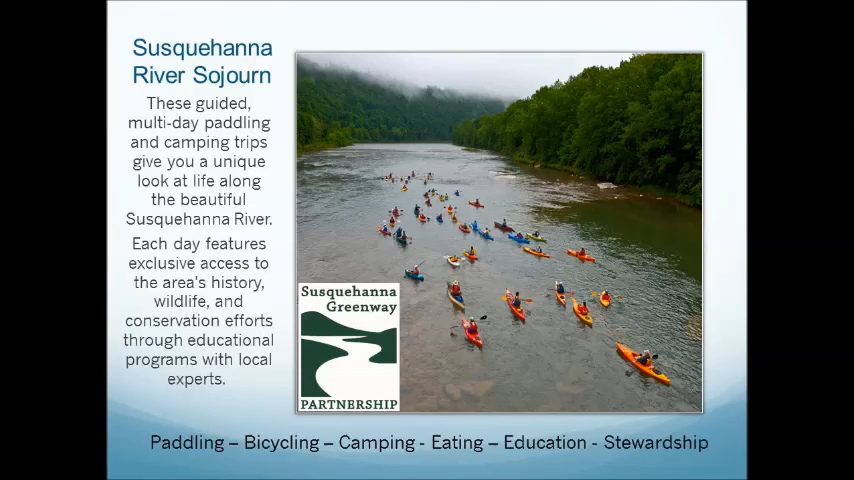 Susquehanna
River Sojourn
These guided,
multi-day paddling
and camping trips
give you a unique
look at life along
the beautiful
Susquehanna River.
Each day features
exclusive access to
the area's history,
wildlife, and
conservation efforts
through educational
programs with local
experts.
Susquehanna
Greenway
PARTNERSHIP
Paddling – Bicycling – Camping - Eating – Education - Stewardship